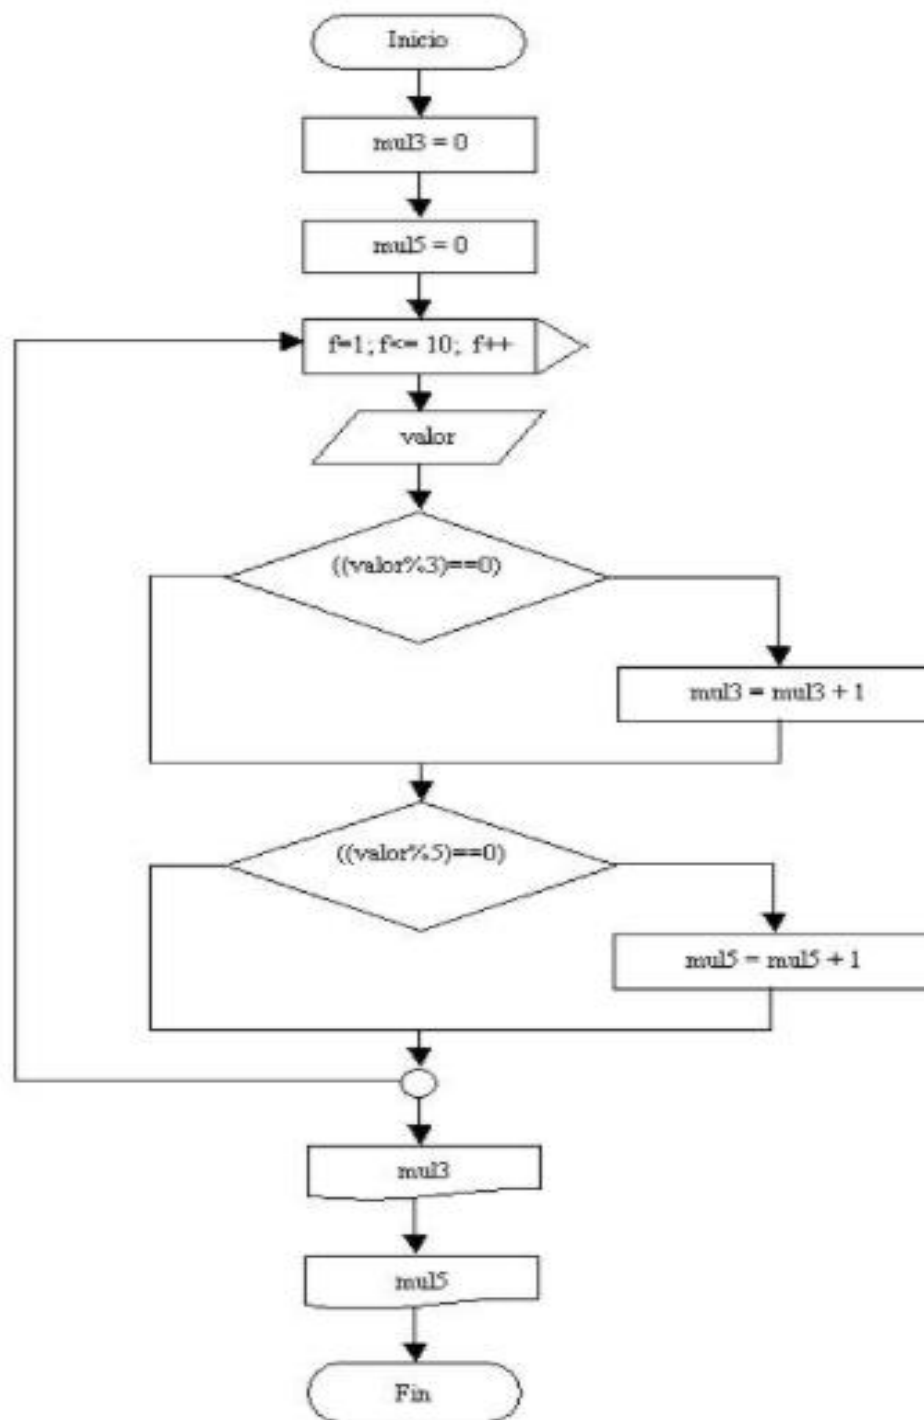 Inicio
mul3 = 0
mul5 = 0
f=1; f<= 10; f++
valor
((valor%3)==0)
mul3 = mul3 + 1
((valor%5)==0)
mul5 = mul5 + 1
mul3
mul5
Fin